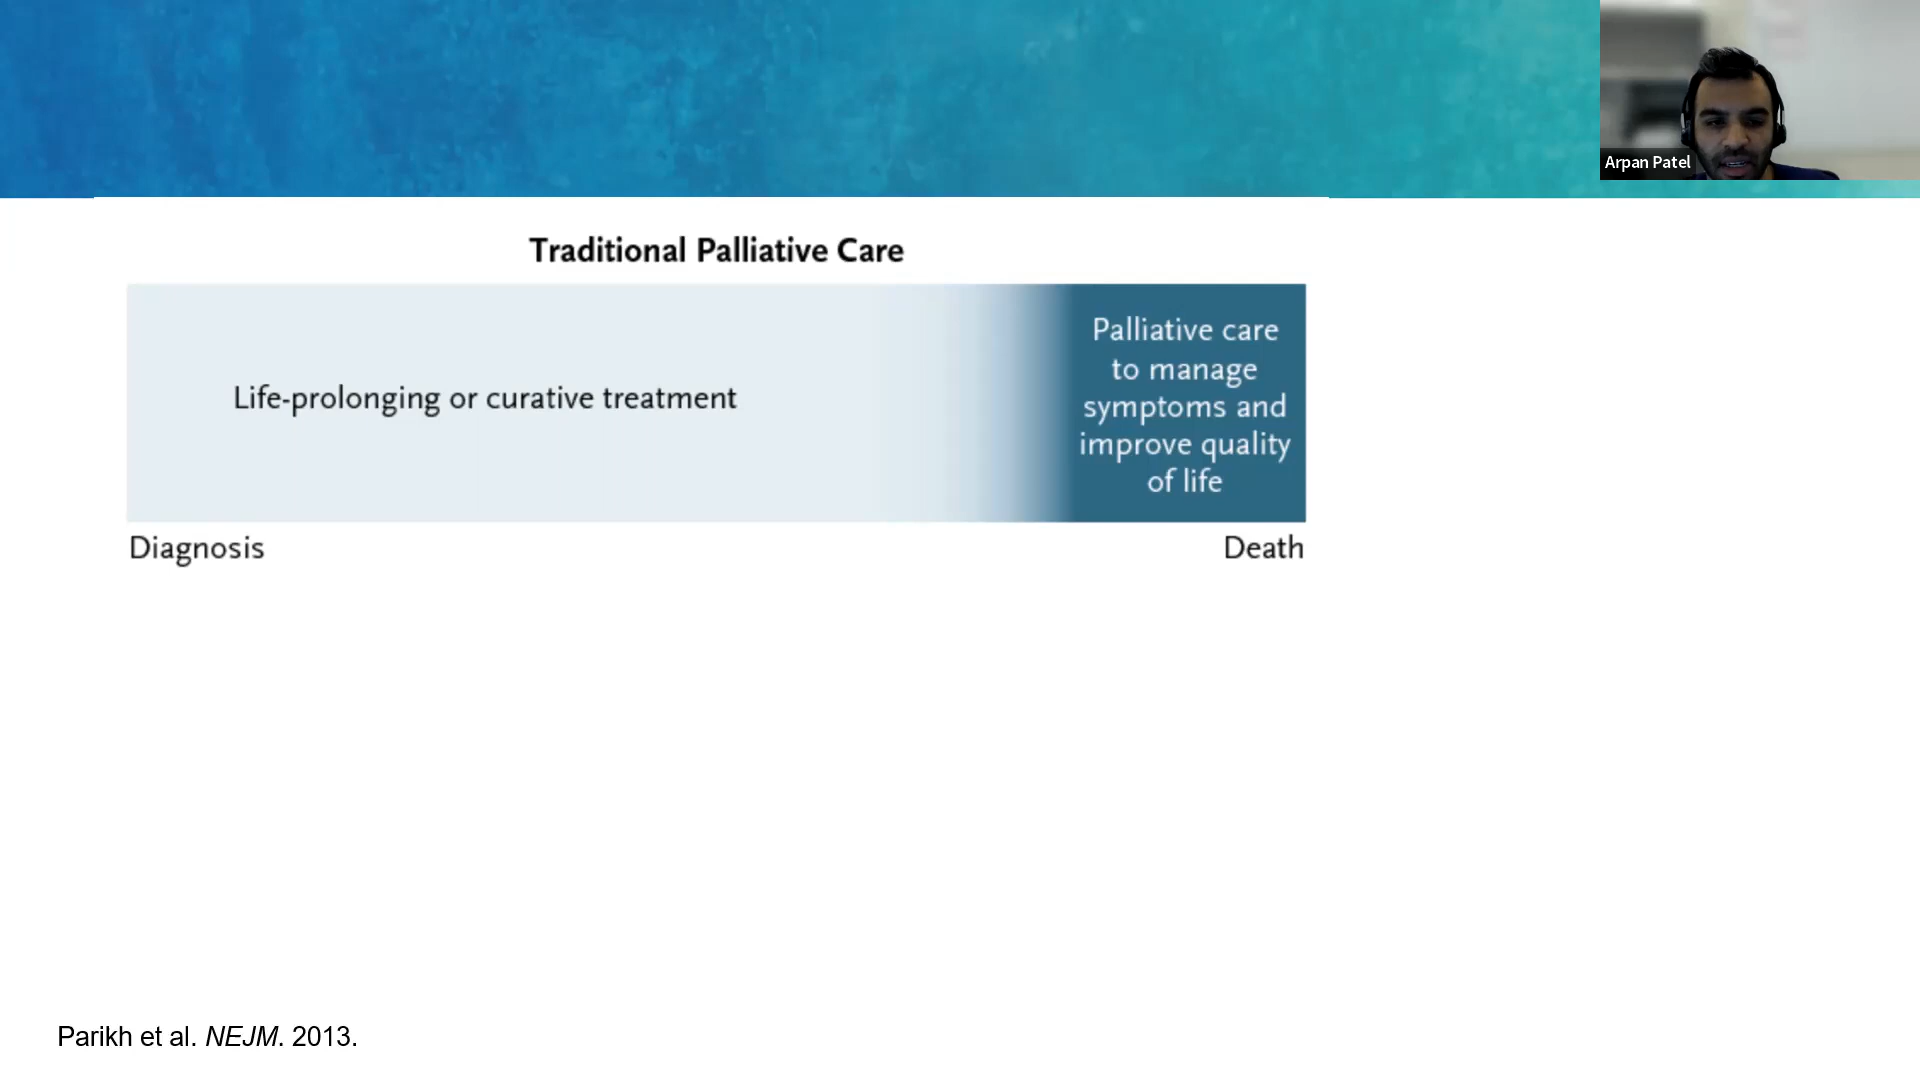 Arpan Patel
Traditional Palliative Care
Life-prolonging or curative treatment
Palliative care
to manage
symptoms and
improve quality
of life
Diagnosis
Death
Parikh et al. NEJM. 2013.